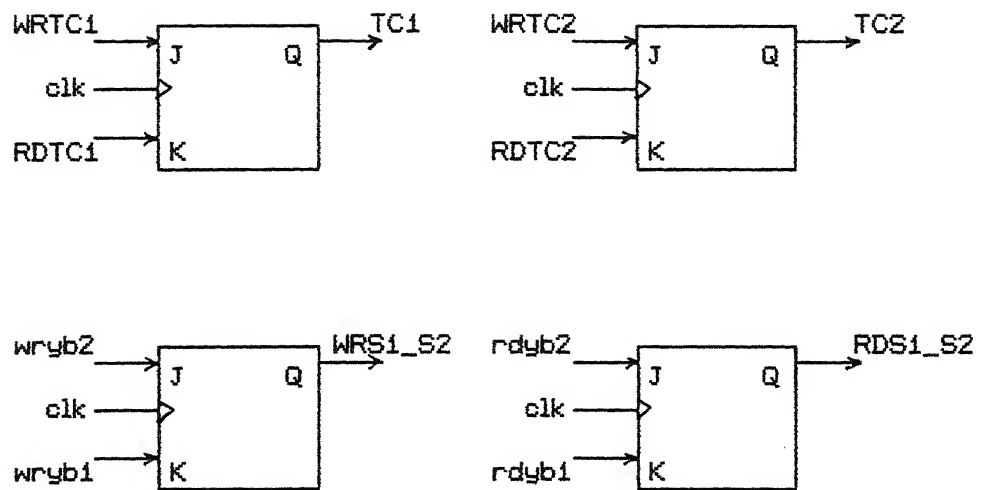 WRTC1 TC1 WRTC2 TC2
J Q J Q
clk clk
RDTC1 K RDTC2 K
wryb2 WRS1_S2 rdyb2 RDS1_S2
J Q J Q
clk clk
wryb1 K rdyb1 K